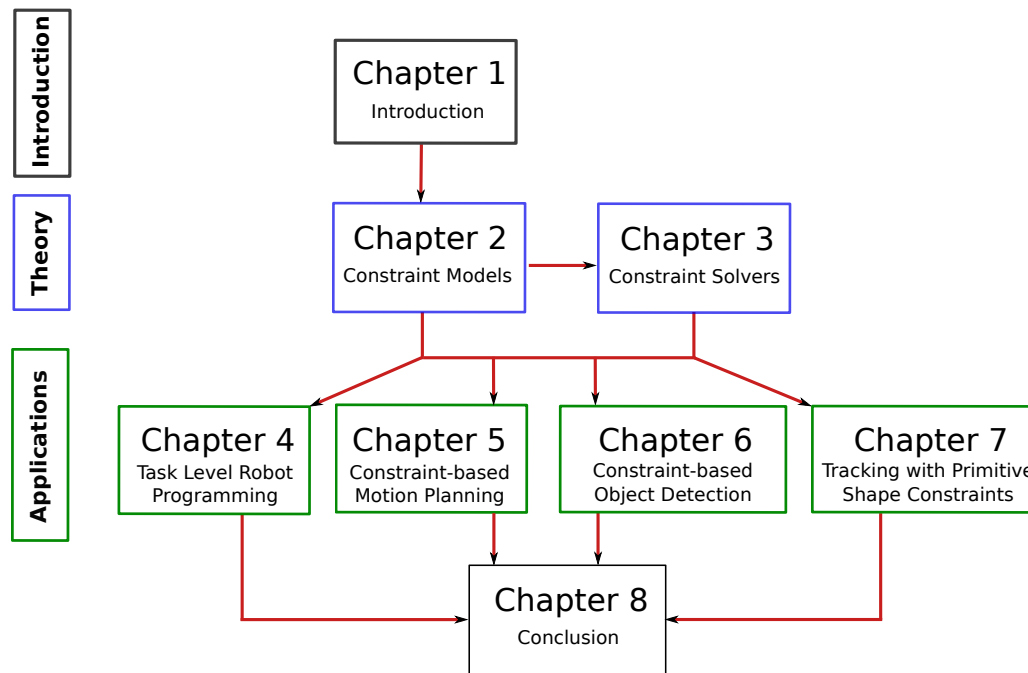 Introduction
Chapter 1
Introduction
Theory
Chapter 2
Constraint Models
Chapter 3
Constraint Solvers
Applications
Chapter 4
Task Level Robot
Programming
Chapter 5
Constraint-based
Motion Planning
Chapter 6
Constraint-based
Object Detection
Chapter 7
Tracking with Primitive
Shape Constraints
Chapter 8
Conclusion